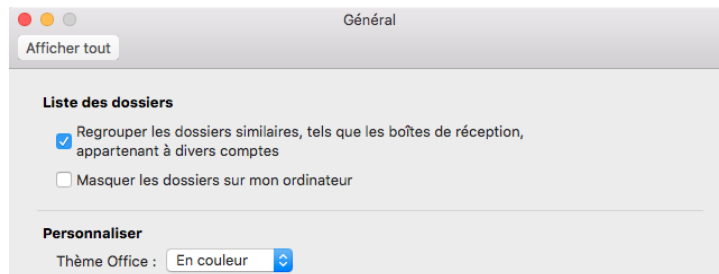 Général
Afficher tout
Liste des dossiers
Regrouper les dossiers similaires, tels que les boîtes de réception,
appartenant à divers comptes
Masquer les dossiers sur mon ordinateur
Personnaliser
Thème Office : En couleur